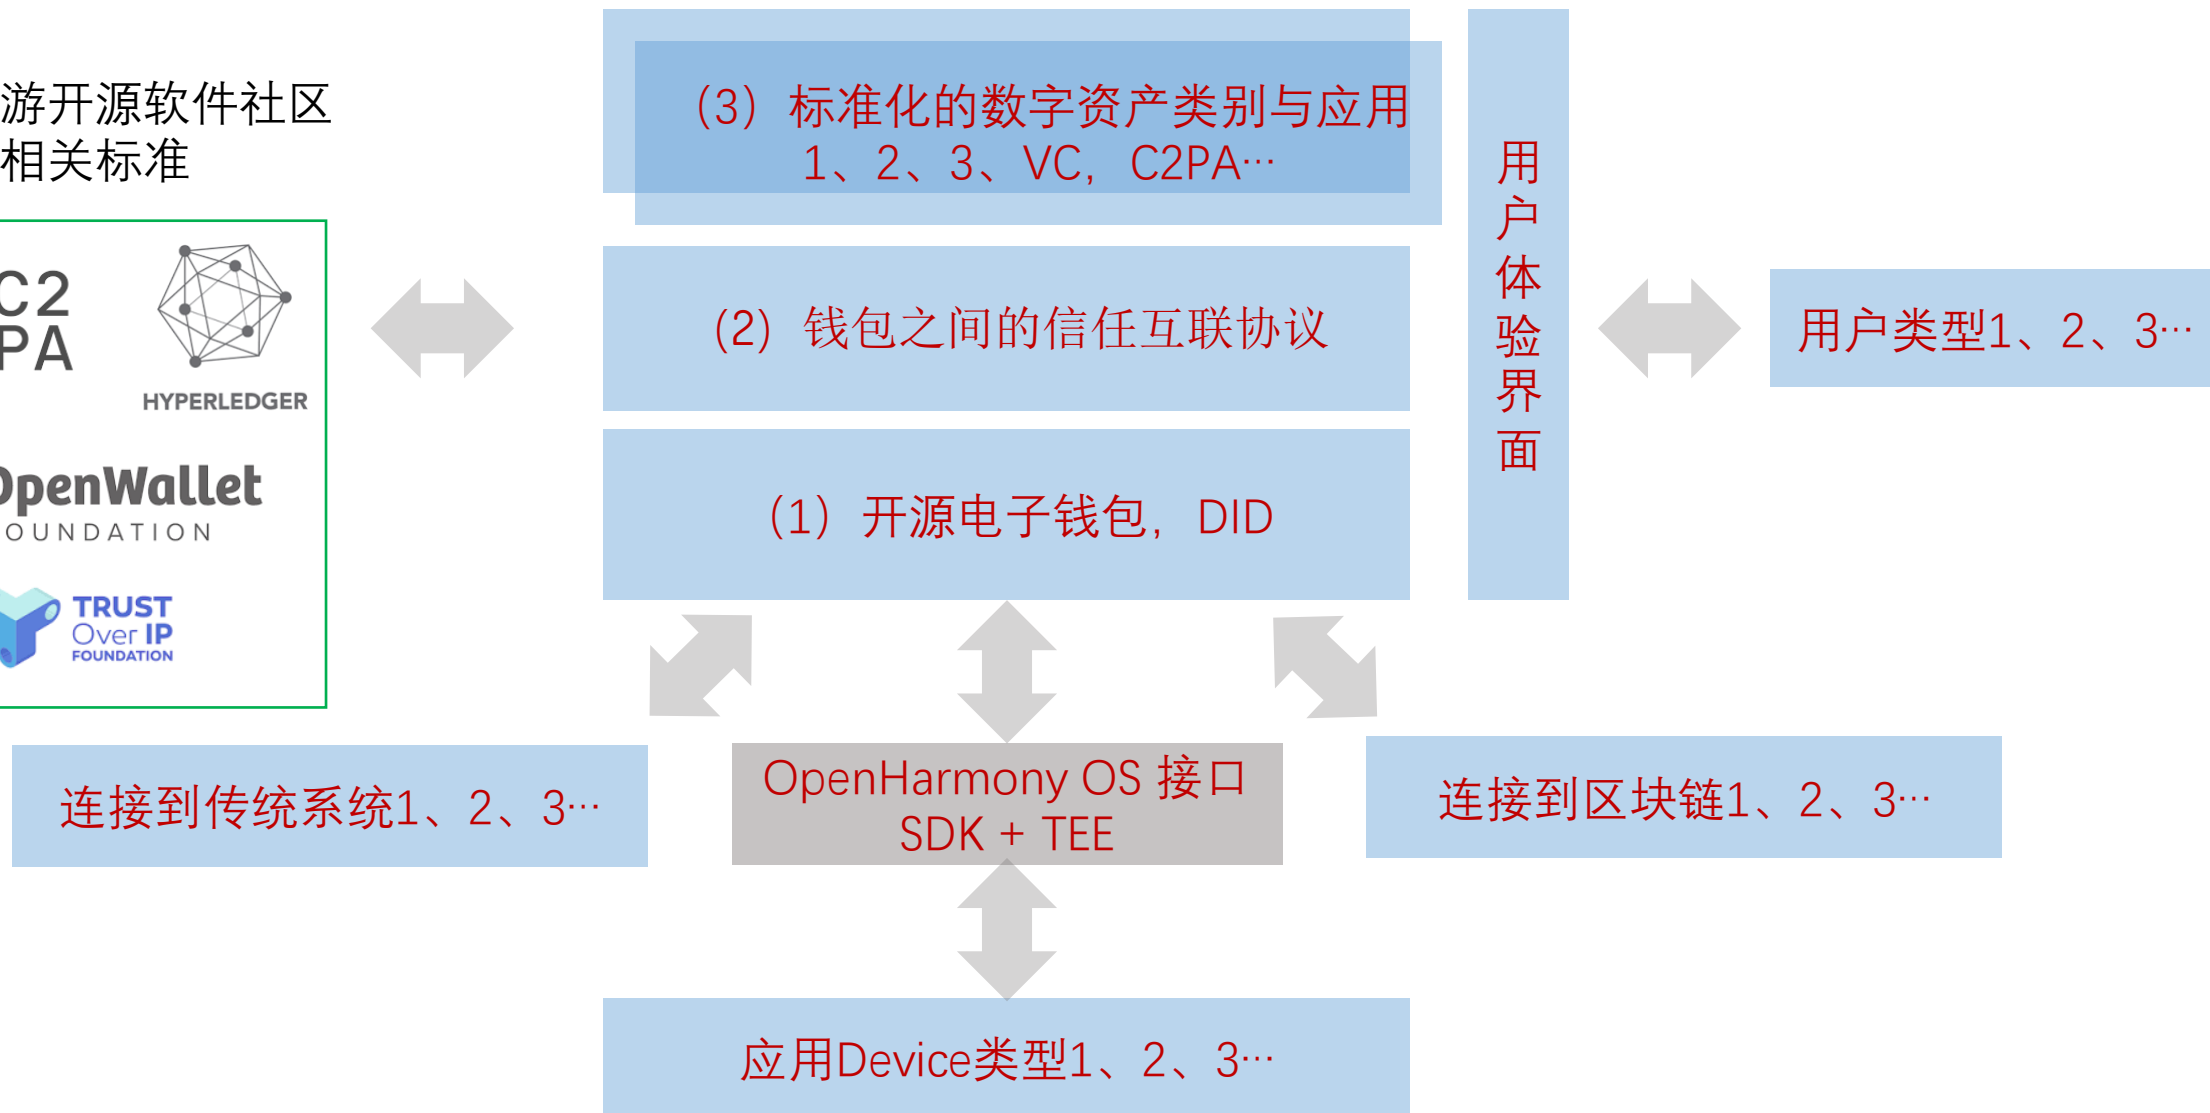 游开源软件社区
相关标准
C2
PA
HYPERLEDGER
OpenWallet
OUNDATION
TRUST
Over IP
FOUNDATION
(3) 标准化的数字资产类别与应用
1、2、3、VC, C2PA…
(2) 钱包之间的信任互联协议
(1) 开源电子钱包, DID
用户体验界面
用户类型1、2、3…
连接到传统系统1、2、3…
OpenHarmony OS 接口
SDK + TEE
连接到区块链1、2、3…
应用Device类型1、2、3…